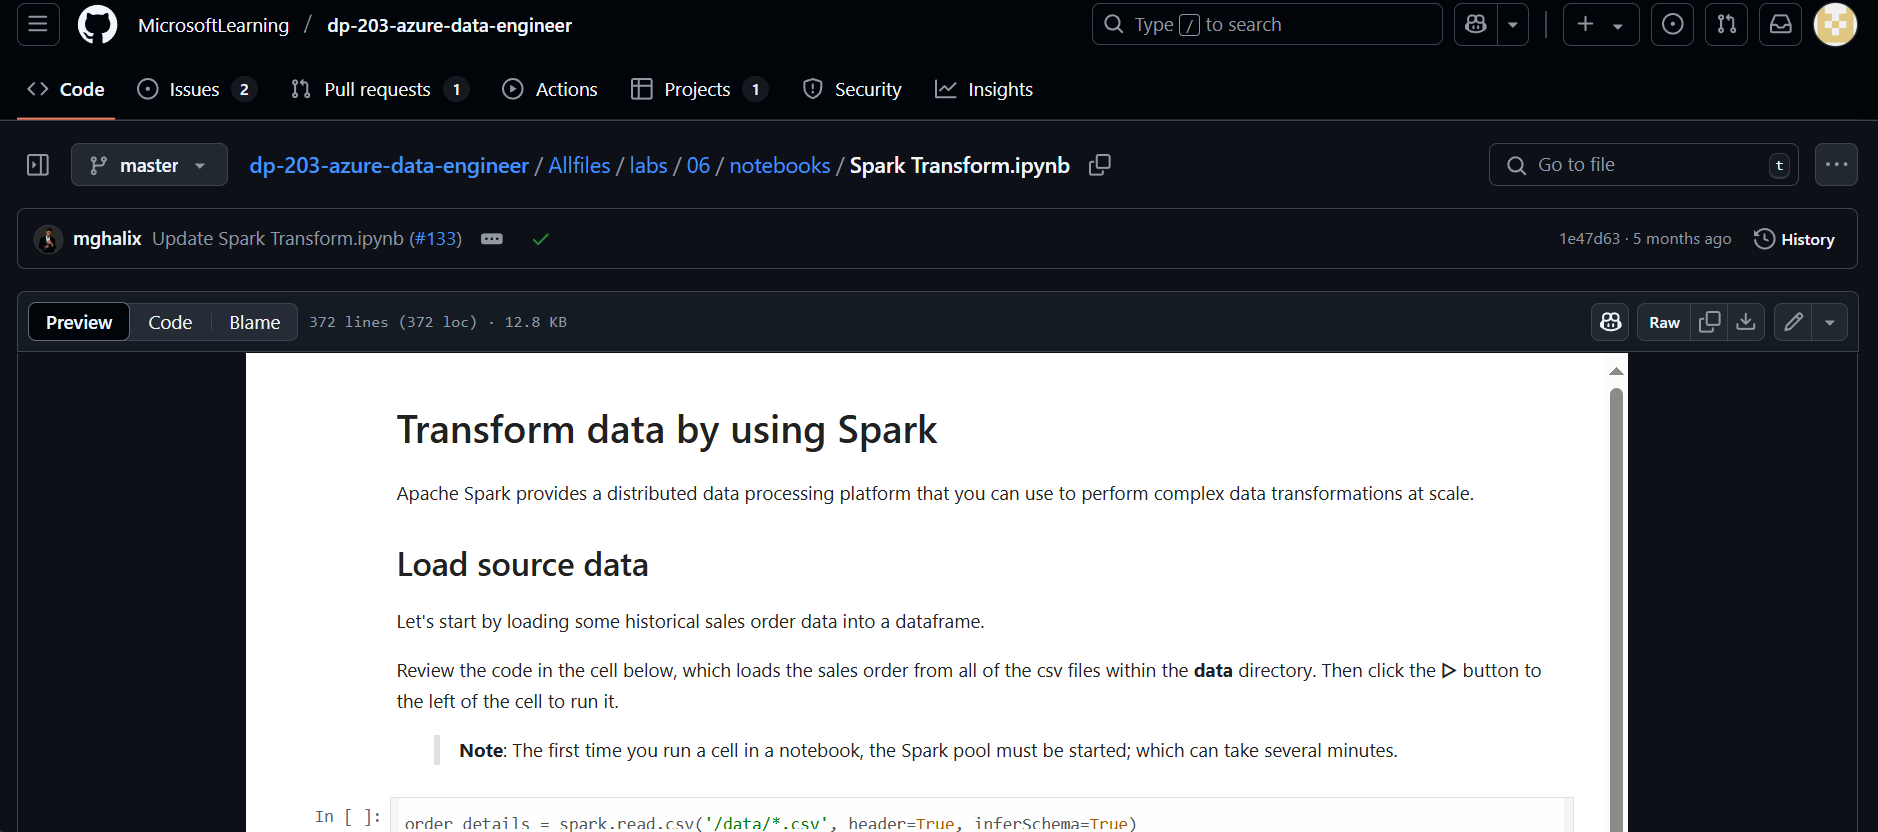 MicrosoftLearning / dp-203-azure-data-engineer Type / to search
Code Issues 2 Pull requests 1 Actions Projects 1 Security Insights
master dp-203-azure-data-engineer / Allfiles / labs / 06 / notebooks / Spark Transform.ipynb Go to file t
mghalix Update Spark Transform.ipynb (#133) 1e47d63 · 5 months ago History
Preview Code Blame 372 lines (372 loc) · 12.8 KB Raw
Transform data by using Spark
Apache Spark provides a distributed data processing platform that you can use to perform complex data transformations at scale.
Load source data
Let's start by loading some historical sales order data into a dataframe.
Review the code in the cell below, which loads the sales order from all of the csv files within the data directory. Then click the ▷ button to
the left of the cell to run it.
Note: The first time you run a cell in a notebook, the Spark pool must be started; which can take several minutes.
In [ ]: order_details = spark.read.csv('/data/*.csv', header=True, inferSchema=True)